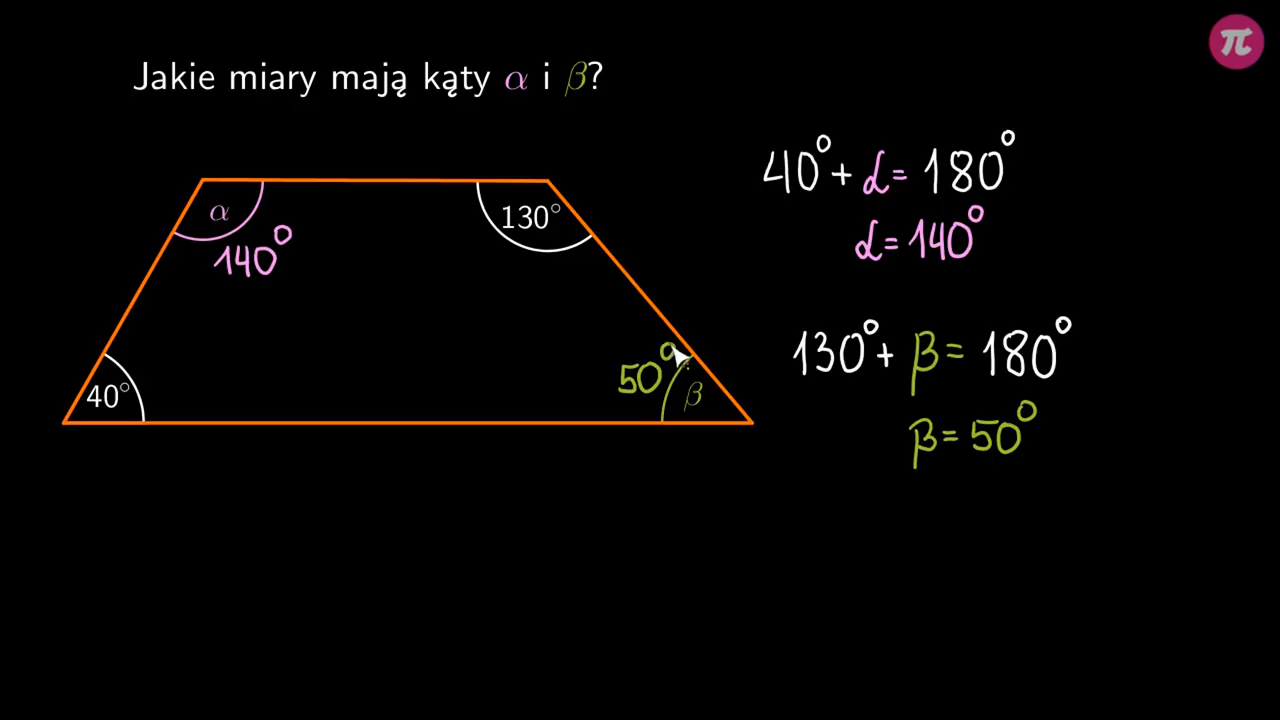 π
Jakie miary mają kąty α i β?
40° + α = 180°
α = 140°
α
130°
140°
130° + β = 180°
50°
β
40°
β = 50°